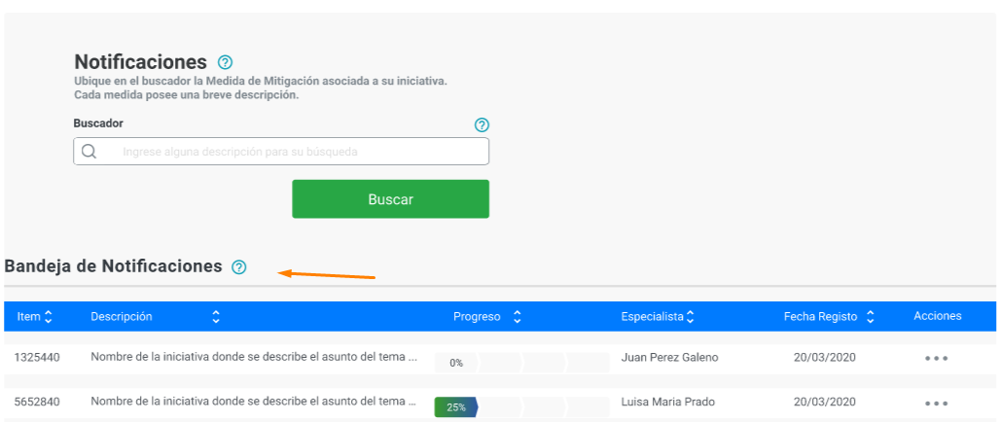 Notificaciones ?
Ubique en el buscador la Medida de Mitigación asociada a su iniciativa.
Cada medida posee una breve descripción.
Buscador ?
Ingrese alguna descripción para su búsqueda
Buscar
Bandeja de Notificaciones ?
Item Descripción Progreso Especialista Fecha Registo Acciones
1325440 Nombre de la iniciativa donde se describe el asunto del tema ... 0% Juan Perez Galeno 20/03/2020 •••
5652840 Nombre de la iniciativa donde se describe el asunto del tema ... 25% Luisa Maria Prado 20/03/2020 •••